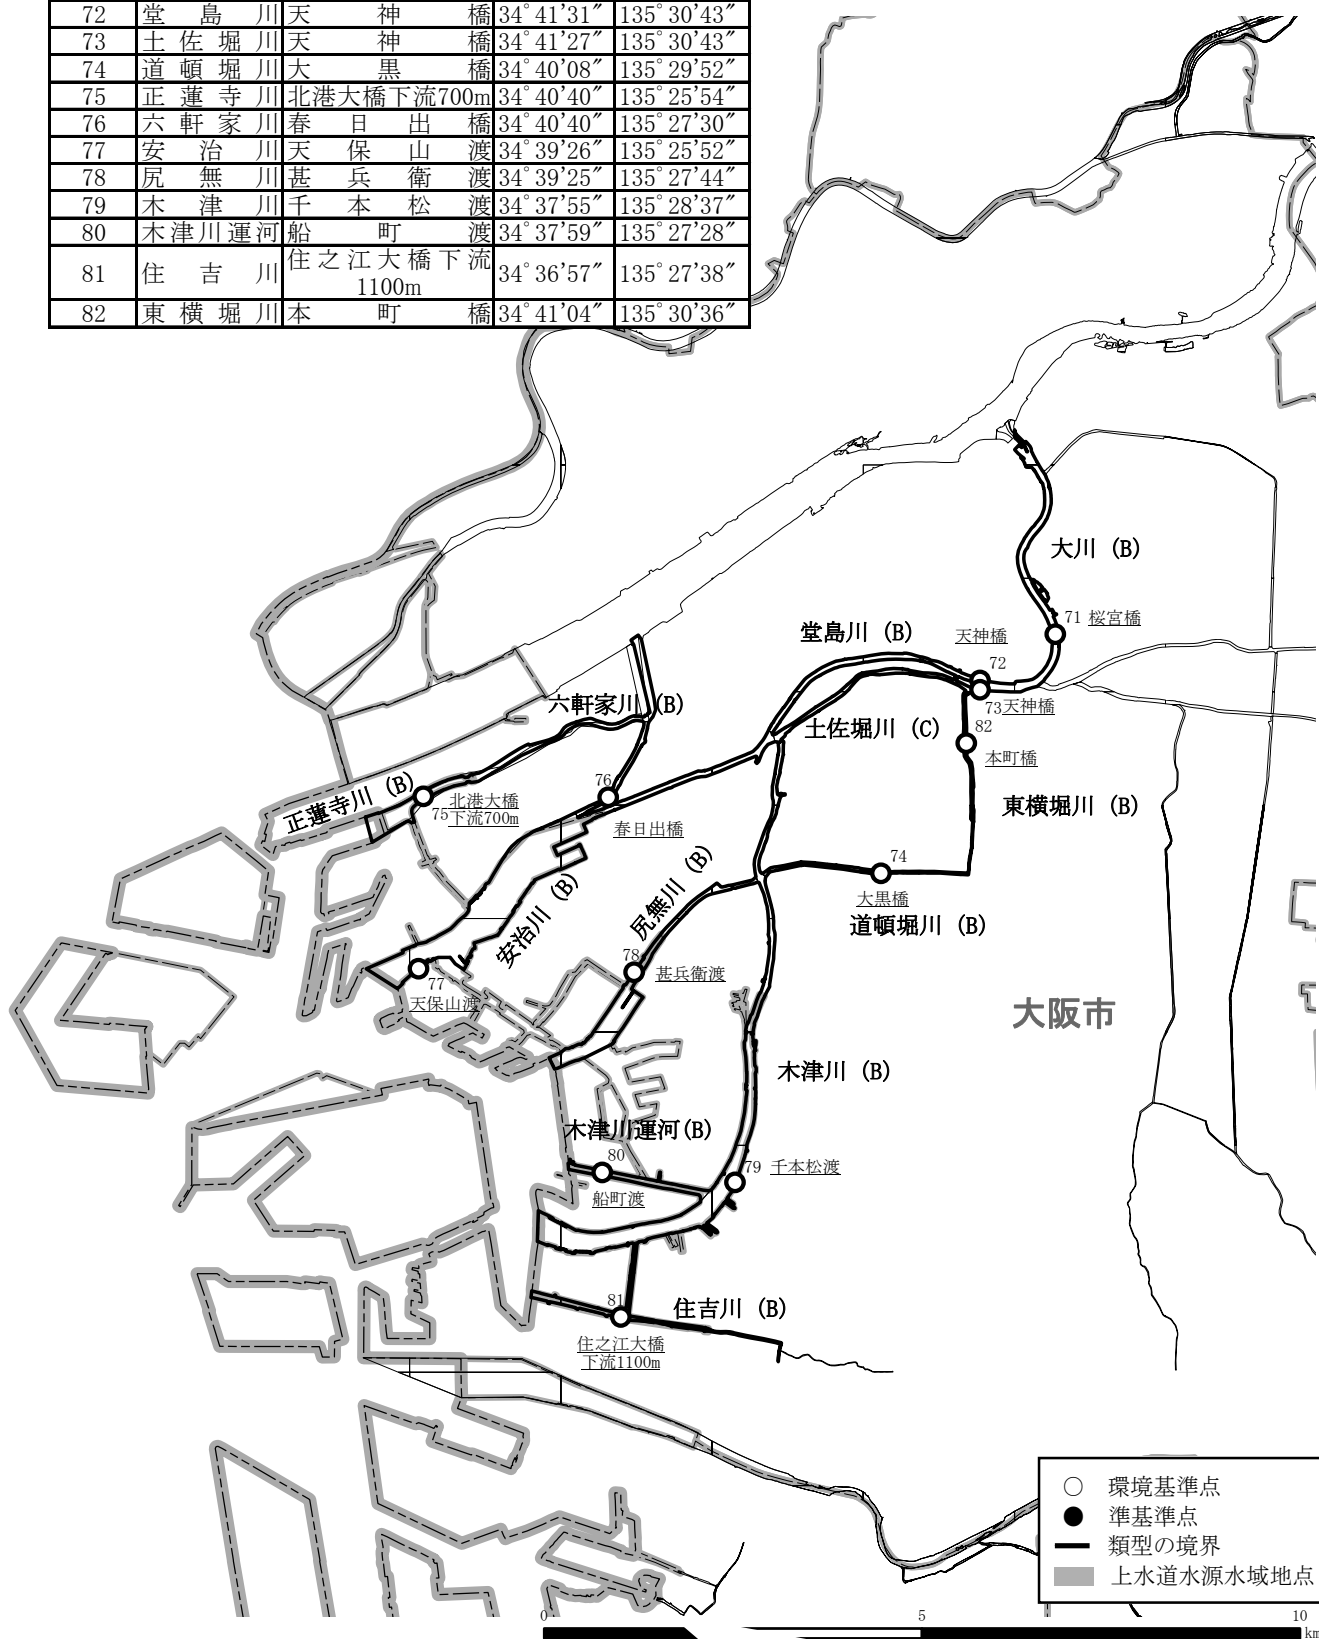 72 堂島川 天神橋 34°41'31" 135°30'43"
73 土佐堀川 天神橋 34°41'27" 135°30'43"
74 道頓堀川 大黒橋 34°40'08" 135°29'52"
75 正蓮寺川 北港大橋下流700m 34°40'40" 135°25'54"
76 六軒家川 春日出橋 34°40'40" 135°27'30"
77 安治川 天保山渡 34°39'26" 135°25'52"
78 尻無川 甚兵衛渡 34°39'25" 135°27'44"
79 木津川 千本松渡 34°37'55" 135°28'37"
80 木津川運河 船町渡 34°37'59" 135°27'28"
81 住吉川 住之江大橋下流
1100m 34°36'57" 135°27'38"
82 東横堀川 本町橋 34°41'04" 135°30'36"
大川 (B)
71 桜宮橋
堂島川 (B)
天神橋
72
73天神橋
六軒家川 (B)
土佐堀川 (C)
82
本町橋
正蓮寺川 (B)
75 北港大橋
下流700m
76
春日出橋
東横堀川 (B)
74
大黒橋
道頓堀川 (B)
尻無川 (B)
安治川 (B)
78
甚兵衛渡
77
天保山渡
大阪市
木津川 (B)
木津川運河(B)
80
船町渡
79 千本松渡
81
住吉川 (B)
住之江大橋
下流1100m
環境基準点
準基準点
類型の境界
上水道水源水域地点
0 5 10
km